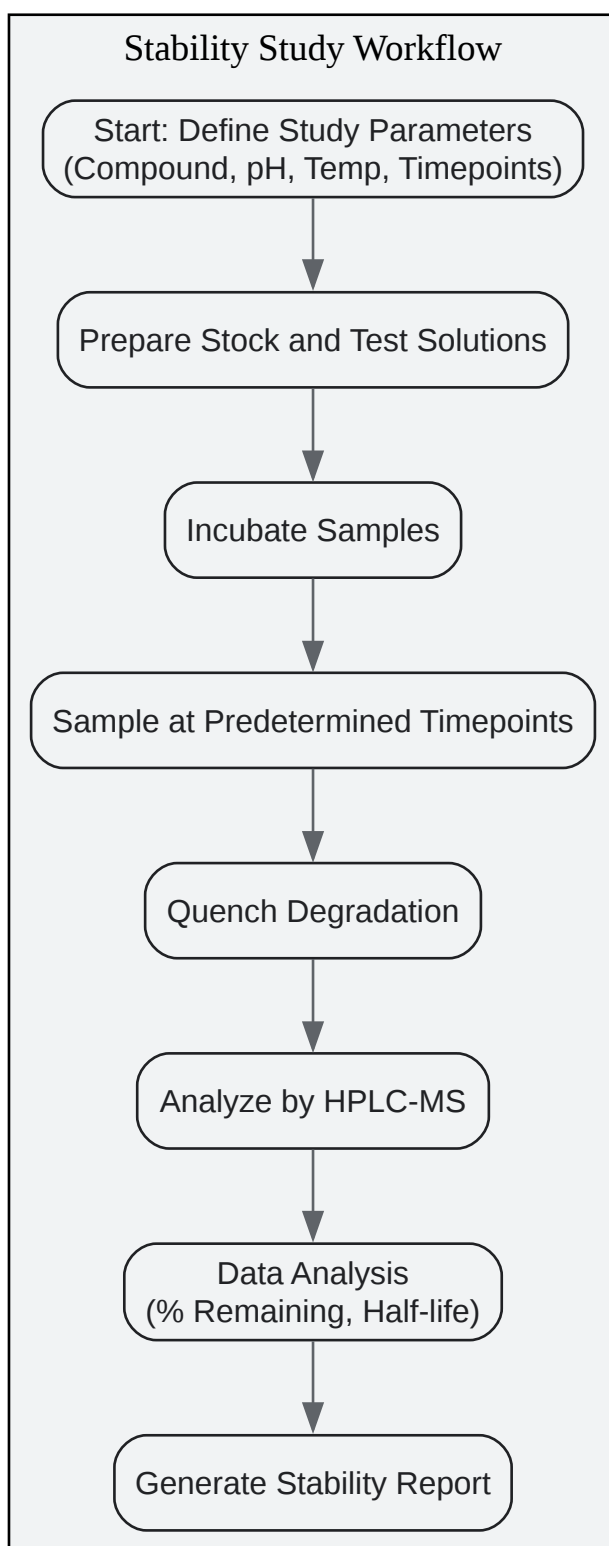 Stability Study Workflow
Start: Define Study Parameters
(Compound, pH, Temp, Timepoints)
Prepare Stock and Test Solutions
Incubate Samples
Sample at Predetermined Timepoints
Quench Degradation
Analyze by HPLC-MS
Data Analysis
(% Remaining, Half-life)
Generate Stability Report